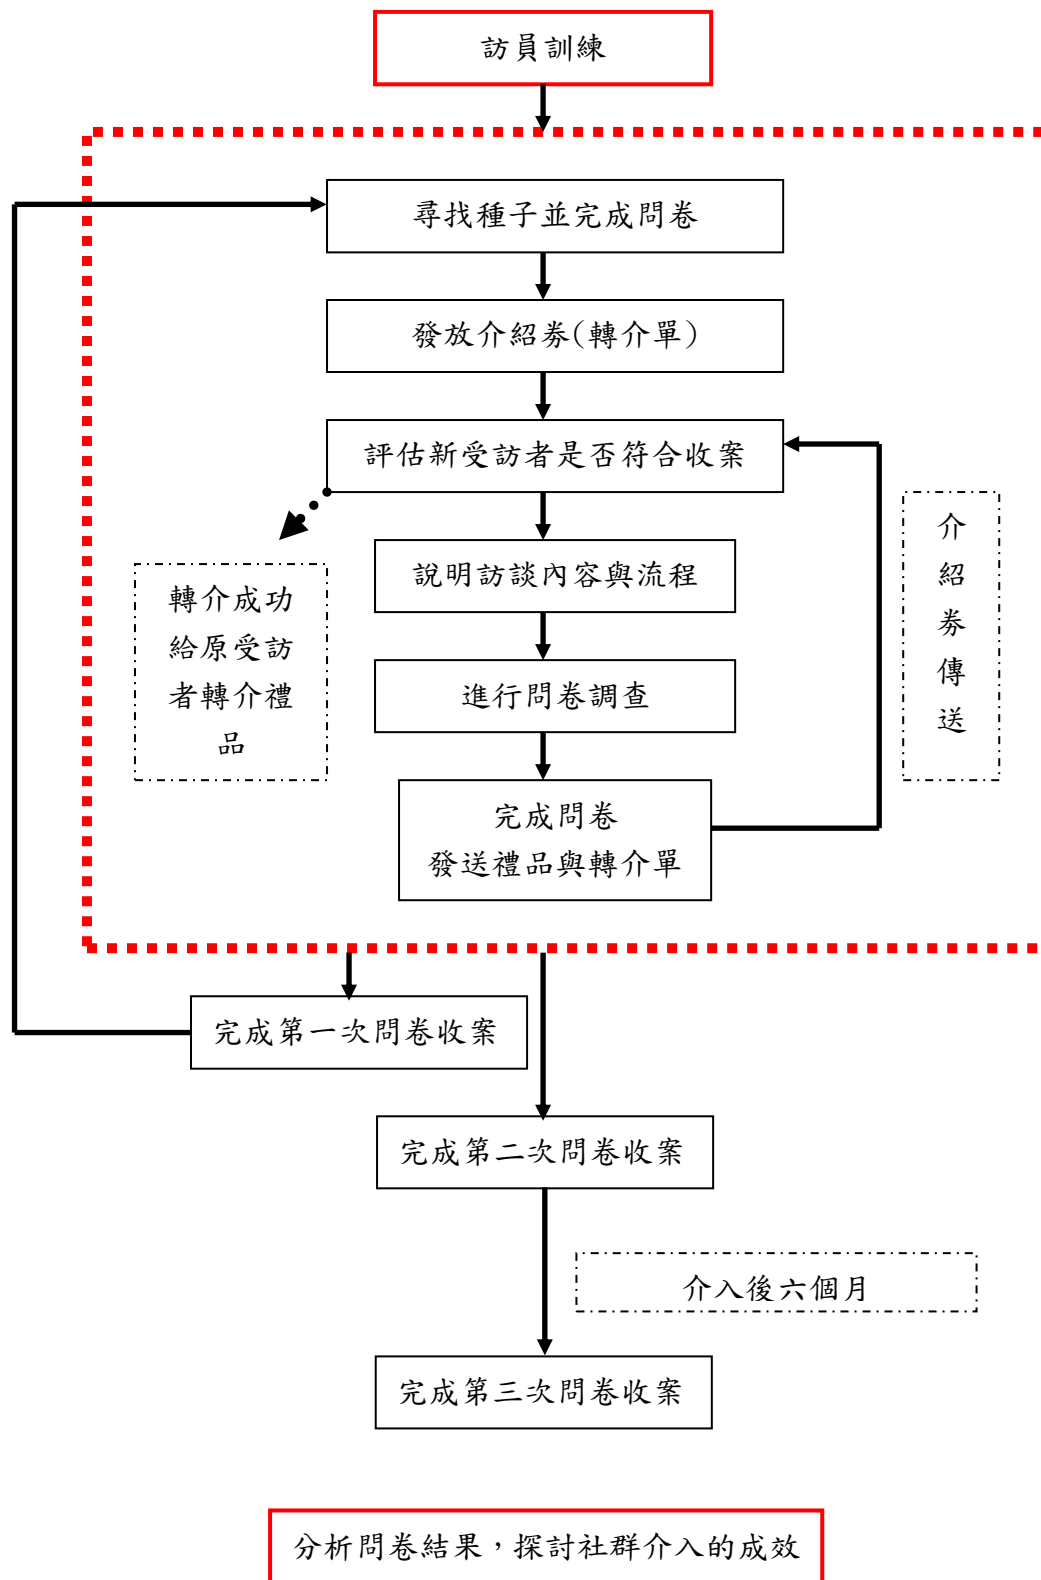 訪員訓練
尋找種子並完成問卷
發放介紹券(轉介單)
評估新受訪者是否符合收案
說明訪談內容與流程
進行問卷調查
完成問卷
發送禮品與轉介單
轉介成功
給原受訪
者轉介禮
品
介
紹
券
傳
送
完成第一次問卷收案
完成第二次問卷收案
介入後六個月
完成第三次問卷收案
分析問卷結果，探討社群介入的成效